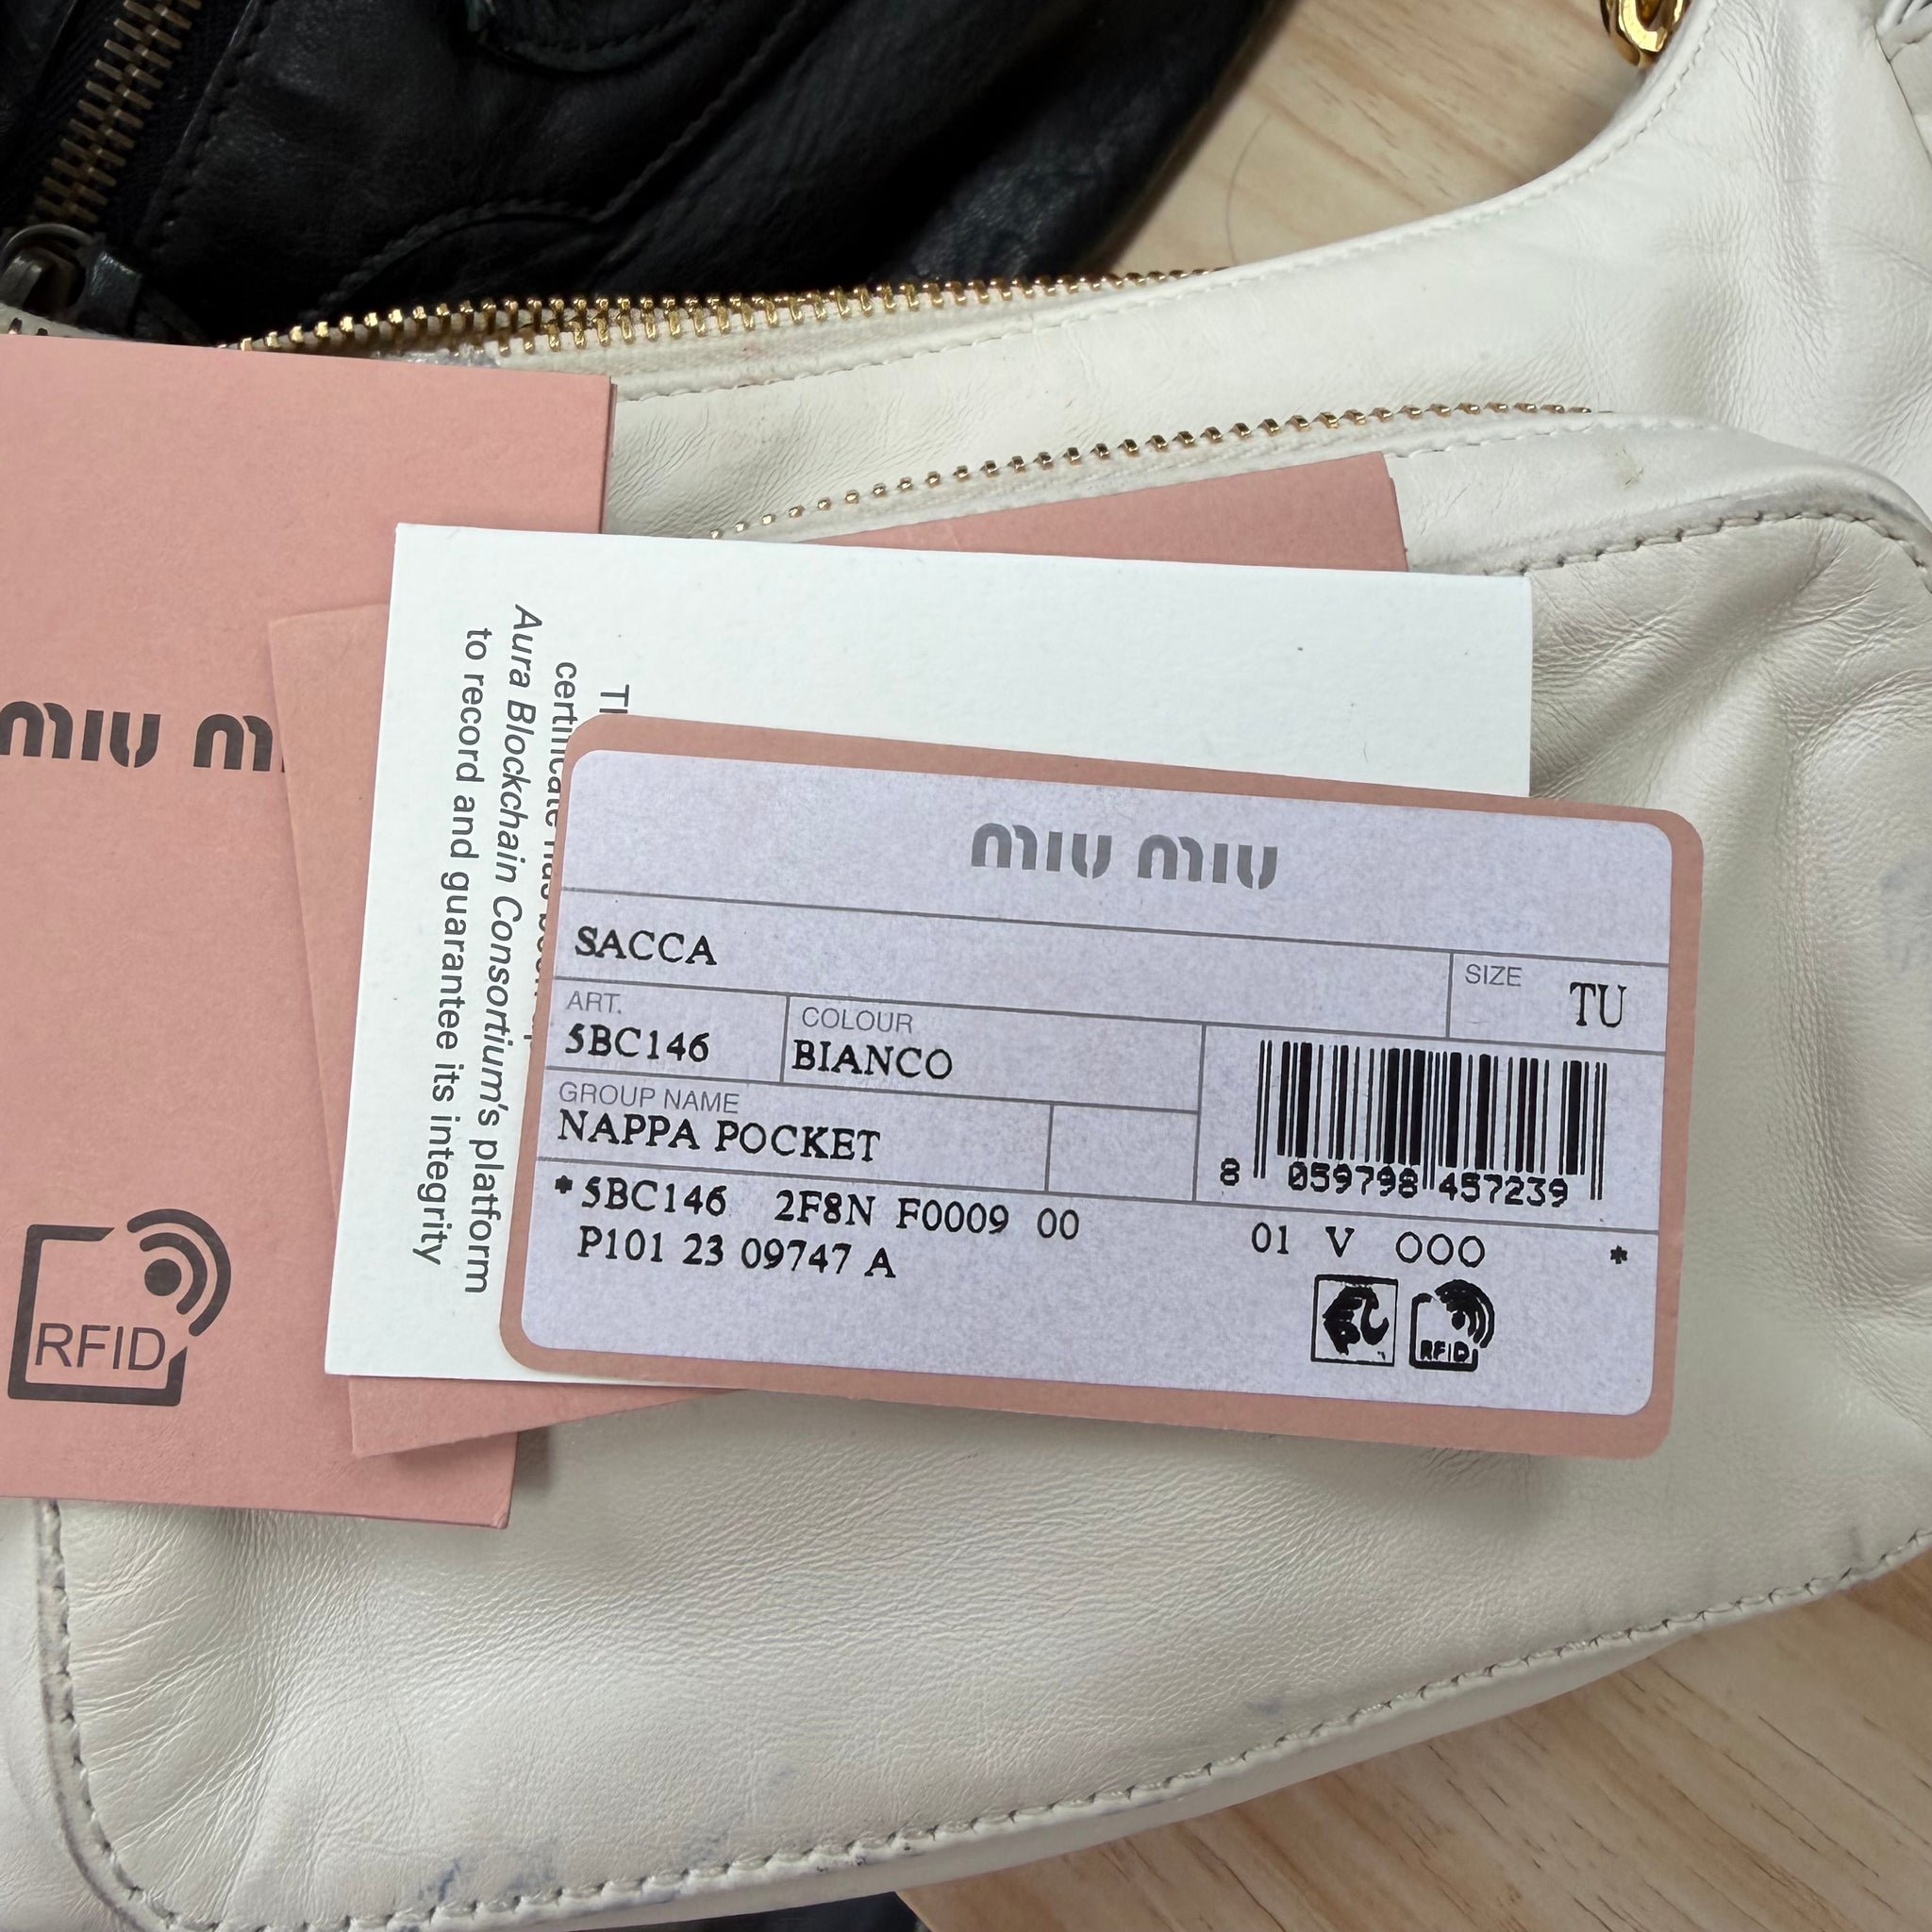 MIU M
RFID
certificate has been
Aura Blockchain Consortium's platform
to record and guarantee its integrity
MIU MIU
SACCA
SIZE TU
ART.
5BC146
COLOUR
BIANCO
GROUP NAME
NAPPA POCKET
8 059798 457239
*5BC146 2F8N F0009 00 01 V OOO *
P101 23 09747 A
RFID